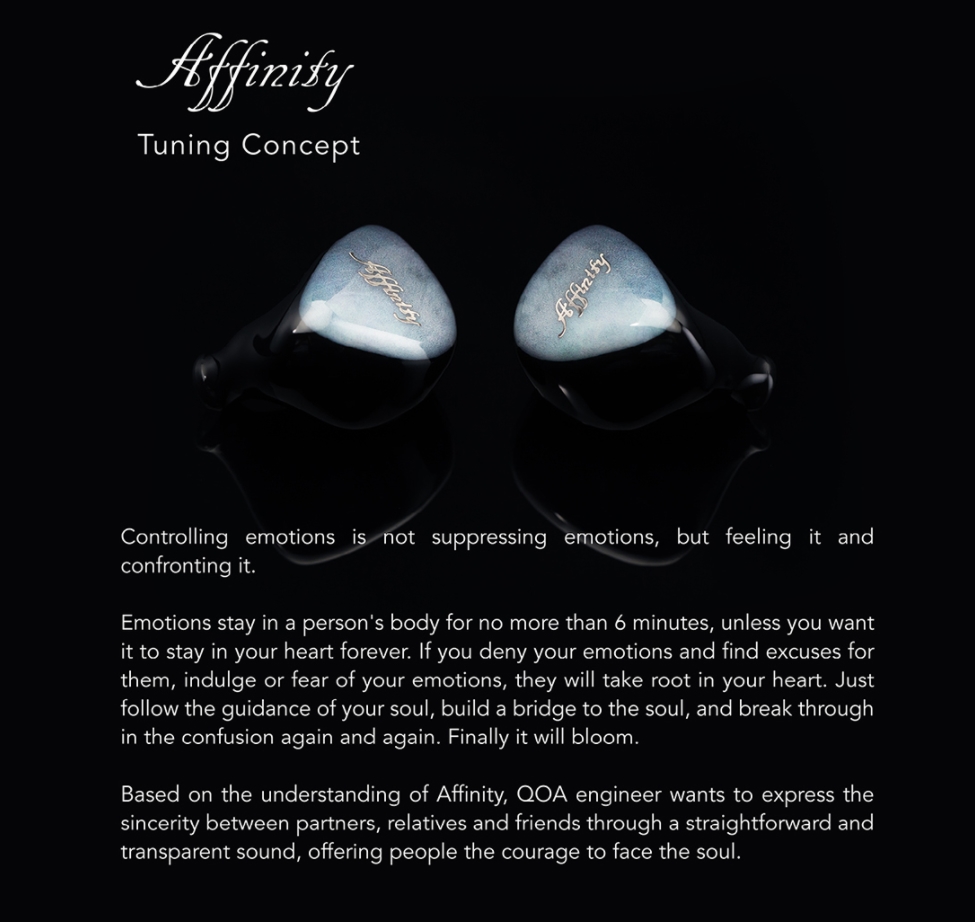 Affinity
Tuning Concept
Affinity
Affinity
Controlling emotions is not suppressing emotions, but feeling it and
confronting it.
Emotions stay in a person's body for no more than 6 minutes, unless you want
it to stay in your heart forever. If you deny your emotions and find excuses for
them, indulge or fear of your emotions, they will take root in your heart. Just
follow the guidance of your soul, build a bridge to the soul, and break through
in the confusion again and again. Finally it will bloom.
Based on the understanding of Affinity, QOA engineer wants to express the
sincerity between partners, relatives and friends through a straightforward and
transparent sound, offering people the courage to face the soul.